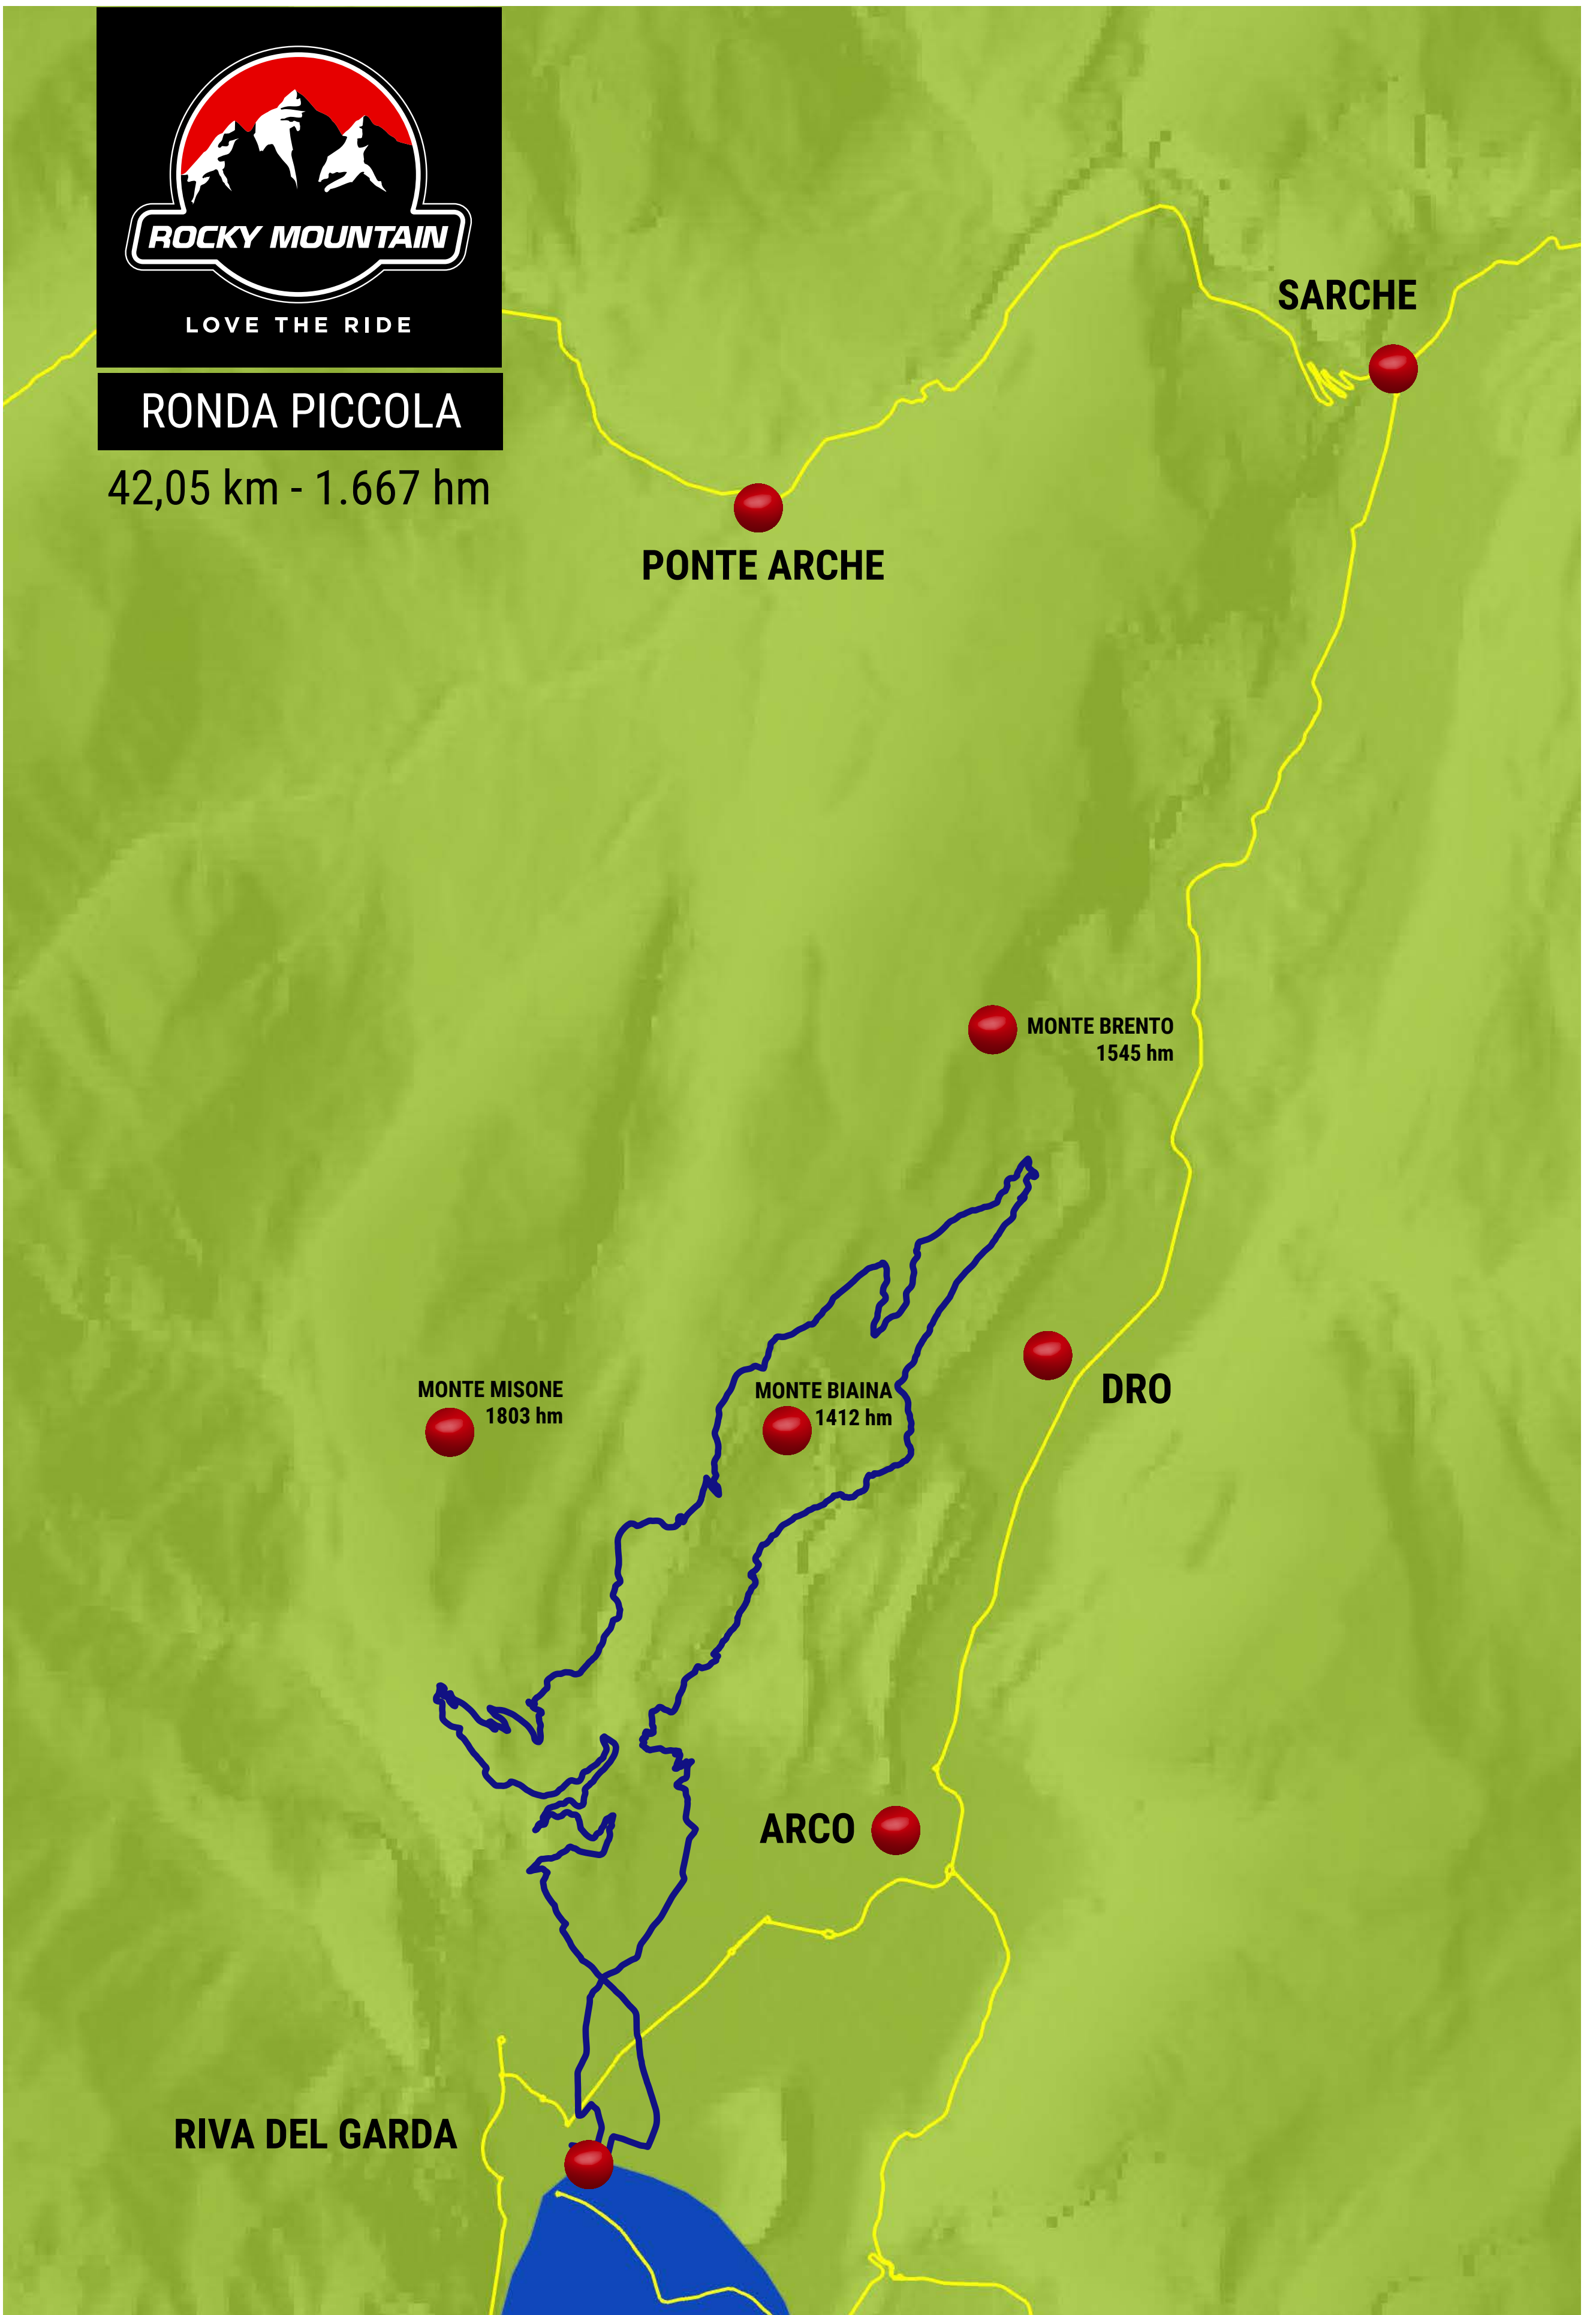 ROCKY MOUNTAIN
LOVE THE RIDE
RONDA PICCOLA
42,05 km - 1.667 hm
SARCHE
PONTE ARCHE
MONTE BRENTO
1545 hm
MONTE MISONE
1803 hm
MONTE BIAINA
1412 hm
DRO
ARCO
RIVA DEL GARDA